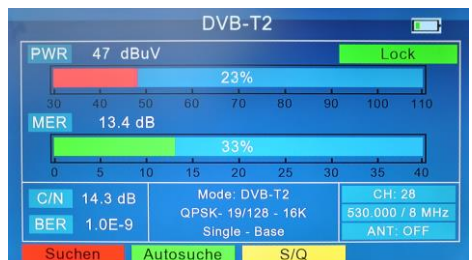 DVB-T2
PWR 47 dBuV Lock
23%
30 40 50 60 70 80 90 100 110
MER 13.4 dB
33%
0 5 10 15 20 25 30 35 40
C/N 14.3 dB Mode: DVB-T2 CH: 28
QPSK- 19/128 - 16K 530.000 / 8 MHz
BER 1.0E-9 Single - Base ANT: OFF
Suchen Autosuche S/Q